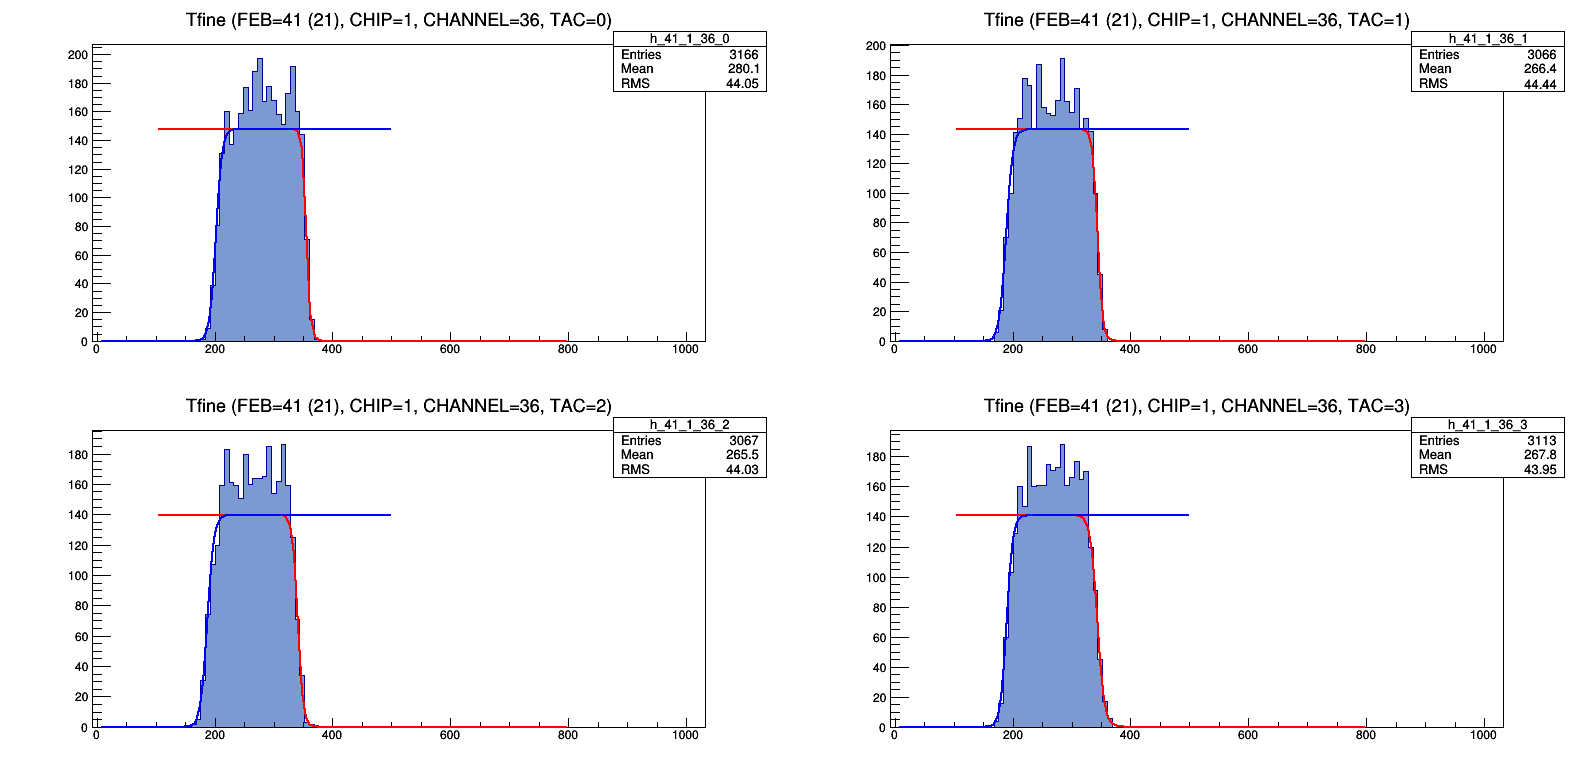 Tfine (FEB=41 (21), CHIP=1, CHANNEL=36, TAC=0)
h_41_1_36_0
Entries 3166
Mean 280.1
RMS 44.05
200
180
160
140
120
100
80
60
40
20
0
0 200 400 600 800 1000
Tfine (FEB=41 (21), CHIP=1, CHANNEL=36, TAC=1)
h_41_1_36_1
Entries 3066
Mean 266.4
RMS 44.44
200
180
160
140
120
100
80
60
40
20
0
0 200 400 600 800 1000
Tfine (FEB=41 (21), CHIP=1, CHANNEL=36, TAC=2)
h_41_1_36_2
Entries 3067
Mean 265.5
RMS 44.03
180
160
140
120
100
80
60
40
20
0
0 200 400 600 800 1000
Tfine (FEB=41 (21), CHIP=1, CHANNEL=36, TAC=3)
h_41_1_36_3
Entries 3113
Mean 267.8
RMS 43.95
180
160
140
120
100
80
60
40
20
0
0 200 400 600 800 1000